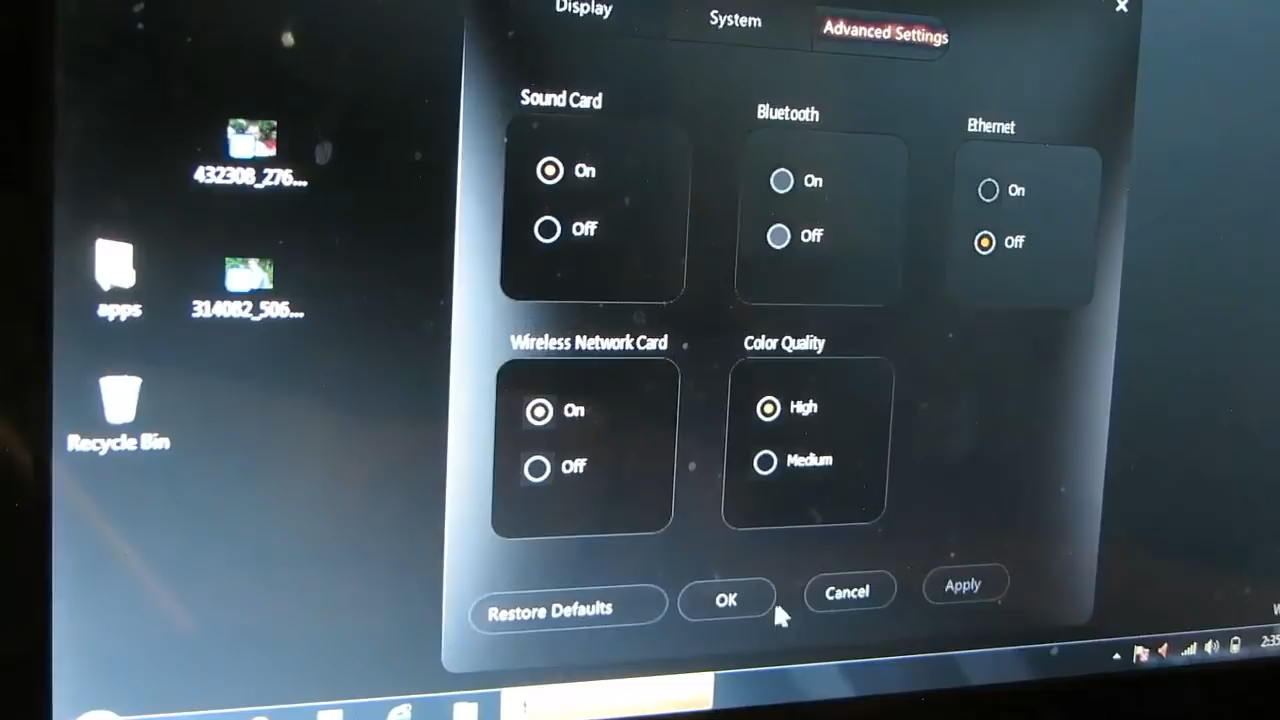 Display
System
Advanced Settings
Sound Card
On
Off
Bluetooth
On
Off
Ethernet
On
Off
Wireless Network Card
On
Off
Color Quality
High
Medium
Restore Defaults
OK
Cancel
Apply
432308_276...
apps
314082_506...
Recycle Bin